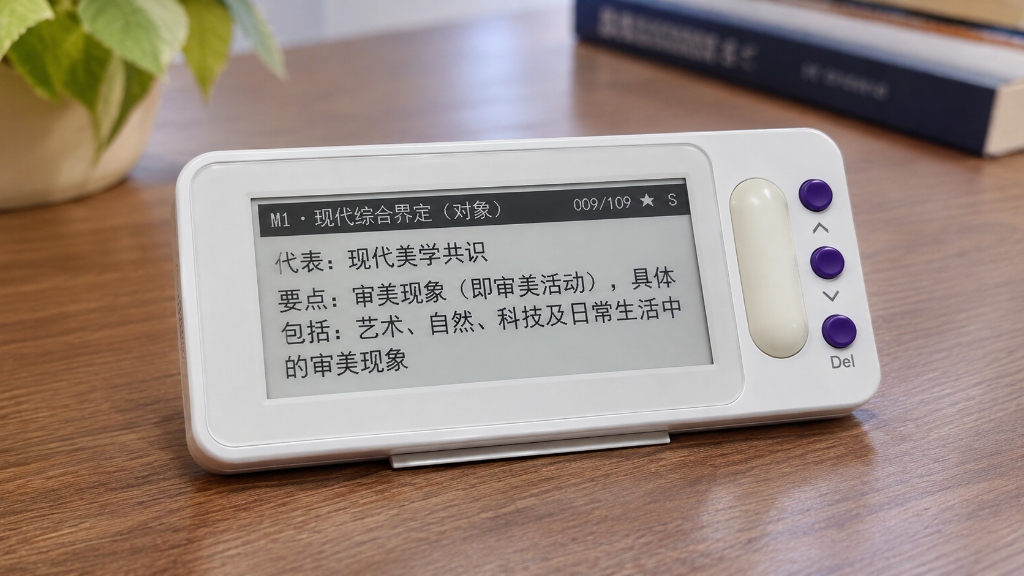 M1·现代综合界定（对象） 009/109 ★ S
代表：现代美学共识
要点：审美现象（即审美活动），具体
包括：艺术、自然、科技及日常生活中
的审美现象
Del